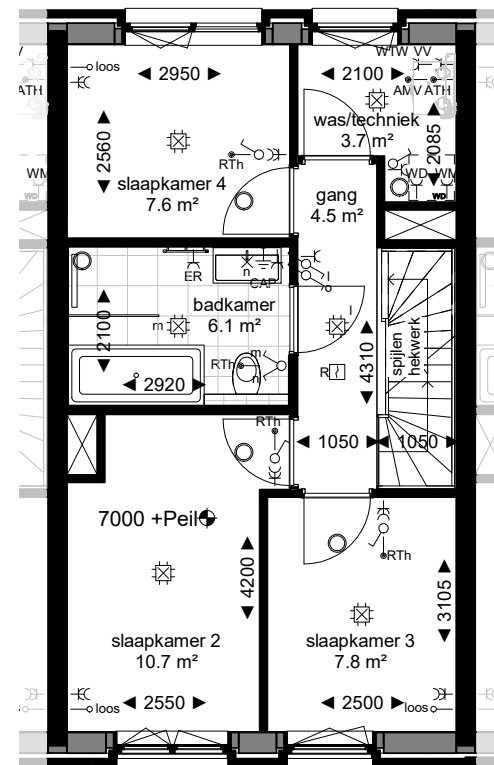 WTW VV
loos
2950
2100
AMV ATH
ATH
was/techniek
3.7 m²
2560
2085
RTh
slaapkamer 4
7.6 m²
WM
WD
WD WM
WD
gang
4.5 m²
ER
n
CAP
l
o
badkamer
6.1 m²
2100
m
l
spijlen
hekwerk
4310
RTh
m
n
R
2920
RTh
1050
1050
7000 +Peil
RTh
4200
3105
slaapkamer 2
10.7 m²
slaapkamer 3
7.8 m²
2550
loos
2500
loos